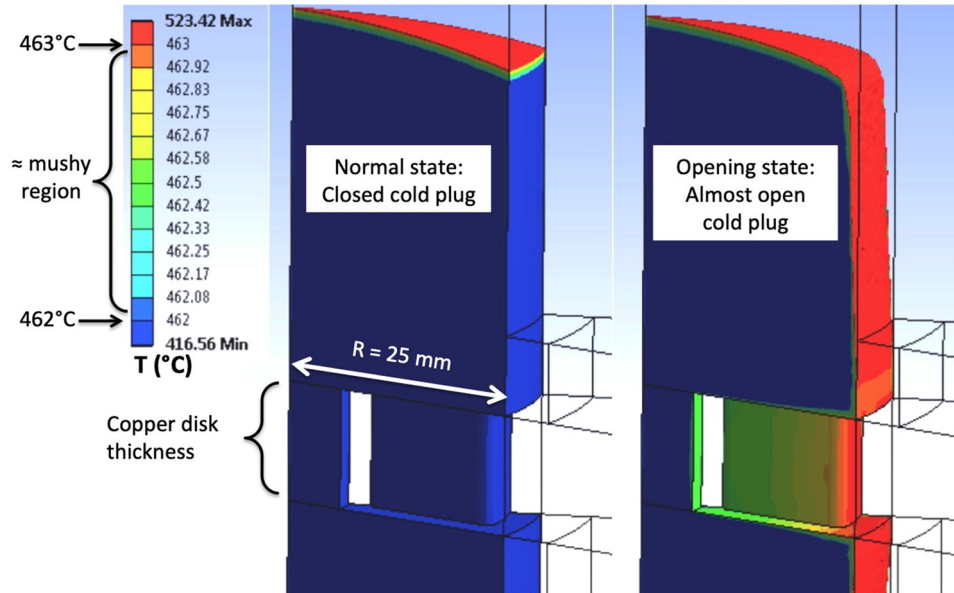 463°C
≈ mushy
region
462°C
523.42 Max
463
462.92
462.83
462.75
462.67
462.58
462.5
462.42
462.33
462.25
462.17
462.08
462
416.56 Min
T (°C)
Normal state:
Closed cold plug
Opening state:
Almost open
cold plug
R = 25 mm
Copper disk
thickness